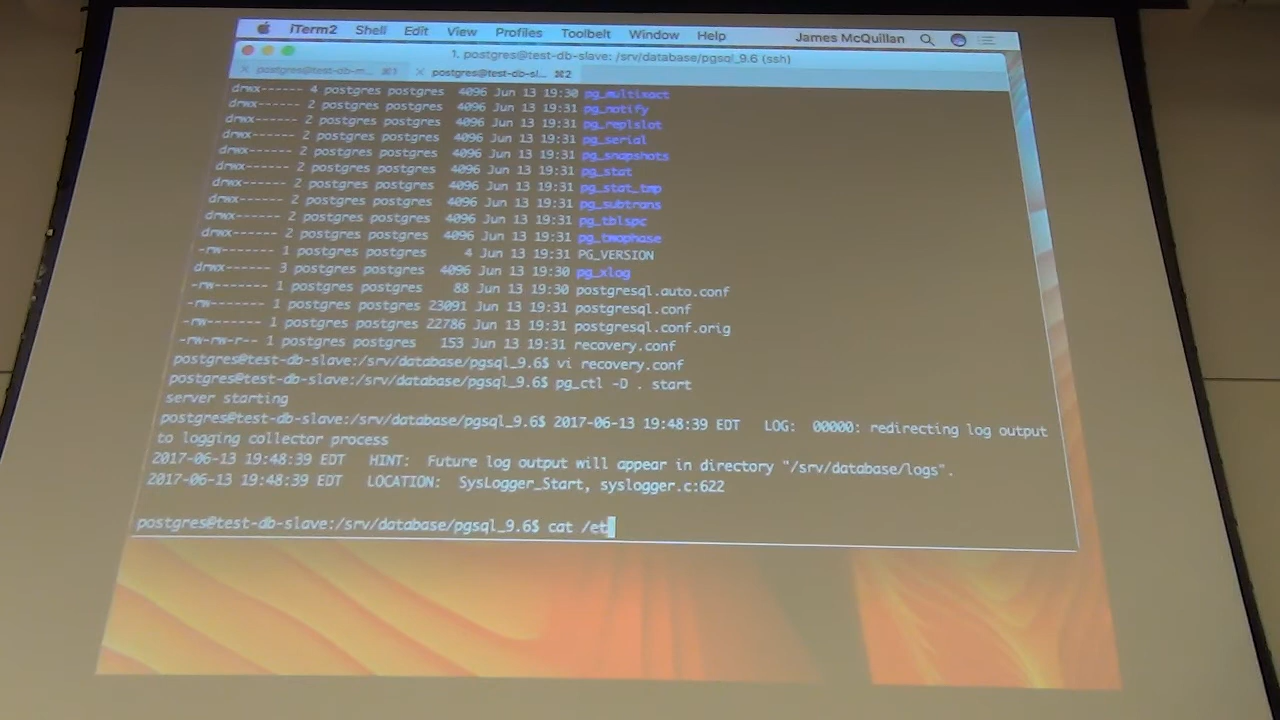 iTerm2 Shell Edit View Profiles Toolbelt Window Help James McQuillan
1. postgres@test-db-slave: /srv/database/pgsql_9.6 (ssh)
postgres@test-db-m... ⌘1 postgres@test-db-sl... ⌘2
drwx------ 4 postgres postgres 4096 Jun 13 19:30 pg_multixact
drwx------ 2 postgres postgres 4096 Jun 13 19:31 pg_notify
drwx------ 2 postgres postgres 4096 Jun 13 19:31 pg_replslot
drwx------ 2 postgres postgres 4096 Jun 13 19:31 pg_serial
drwx------ 2 postgres postgres 4096 Jun 13 19:31 pg_snapshots
drwx------ 2 postgres postgres 4096 Jun 13 19:31 pg_stat
drwx------ 2 postgres postgres 4096 Jun 13 19:31 pg_stat_tmp
drwx------ 2 postgres postgres 4096 Jun 13 19:31 pg_subtrans
drwx------ 2 postgres postgres 4096 Jun 13 19:31 pg_tblspc
drwx------ 2 postgres postgres 4096 Jun 13 19:31 pg_twophase
-rw------- 1 postgres postgres 4 Jun 13 19:31 PG_VERSION
drwx------ 3 postgres postgres 4096 Jun 13 19:30 pg_xlog
-rw------- 1 postgres postgres 88 Jun 13 19:30 postgresql.auto.conf
-rw------- 1 postgres postgres 23091 Jun 13 19:31 postgresql.conf
-rw------- 1 postgres postgres 22786 Jun 13 19:31 postgresql.conf.orig
-rw-rw-r-- 1 postgres postgres 153 Jun 13 19:31 recovery.conf
postgres@test-db-slave:/srv/database/pgsql_9.6$ vi recovery.conf
postgres@test-db-slave:/srv/database/pgsql_9.6$ pg_ctl -D . start
server starting
postgres@test-db-slave:/srv/database/pgsql_9.6$ 2017-06-13 19:48:39 EDT LOG: 00000: redirecting log output
to logging collector process
2017-06-13 19:48:39 EDT HINT: Future log output will appear in directory "/srv/database/logs".
2017-06-13 19:48:39 EDT LOCATION: SysLogger_Start, syslogger.c:622
postgres@test-db-slave:/srv/database/pgsql_9.6$ cat /et